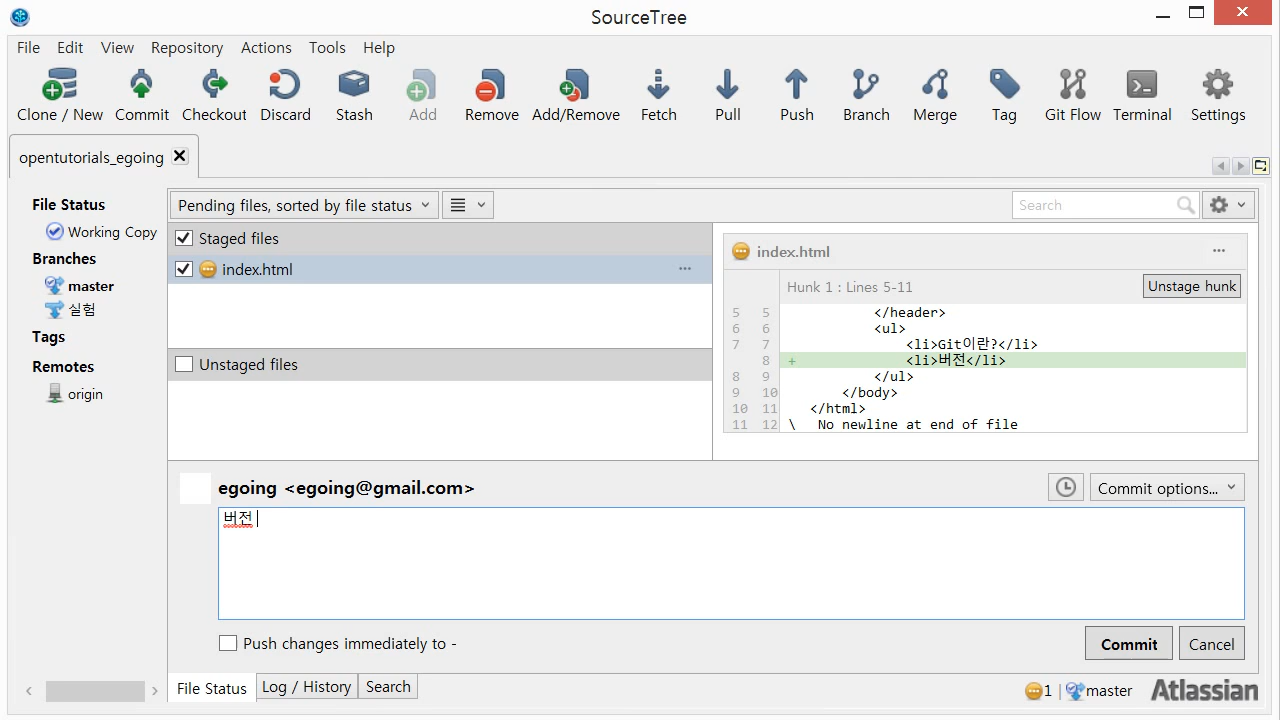 SourceTree
File Edit View Repository Actions Tools Help
Clone / New Commit Checkout Discard Stash Add Remove Add/Remove Fetch Pull Push Branch Merge Tag Git Flow Terminal Settings
opentutorials_egoing
Pending files, sorted by file status
Search
File Status
Working Copy
Branches
master
실험
Tags
Remotes
origin
Staged files
index.html
Unstaged files
index.html
Hunk 1 : Lines 5-11
Unstage hunk
5 5 </header>
6 6 <ul>
7 7 <li>Git이란?</li>
8 + <li>버전</li>
8 9 </ul>
9 10 </body>
10 11 </html>
11 12 \ No newline at end of file
egoing <egoing@gmail.com>
Commit options...
버전
Push changes immediately to -
Commit Cancel
File Status Log / History Search
1 master Atlassian